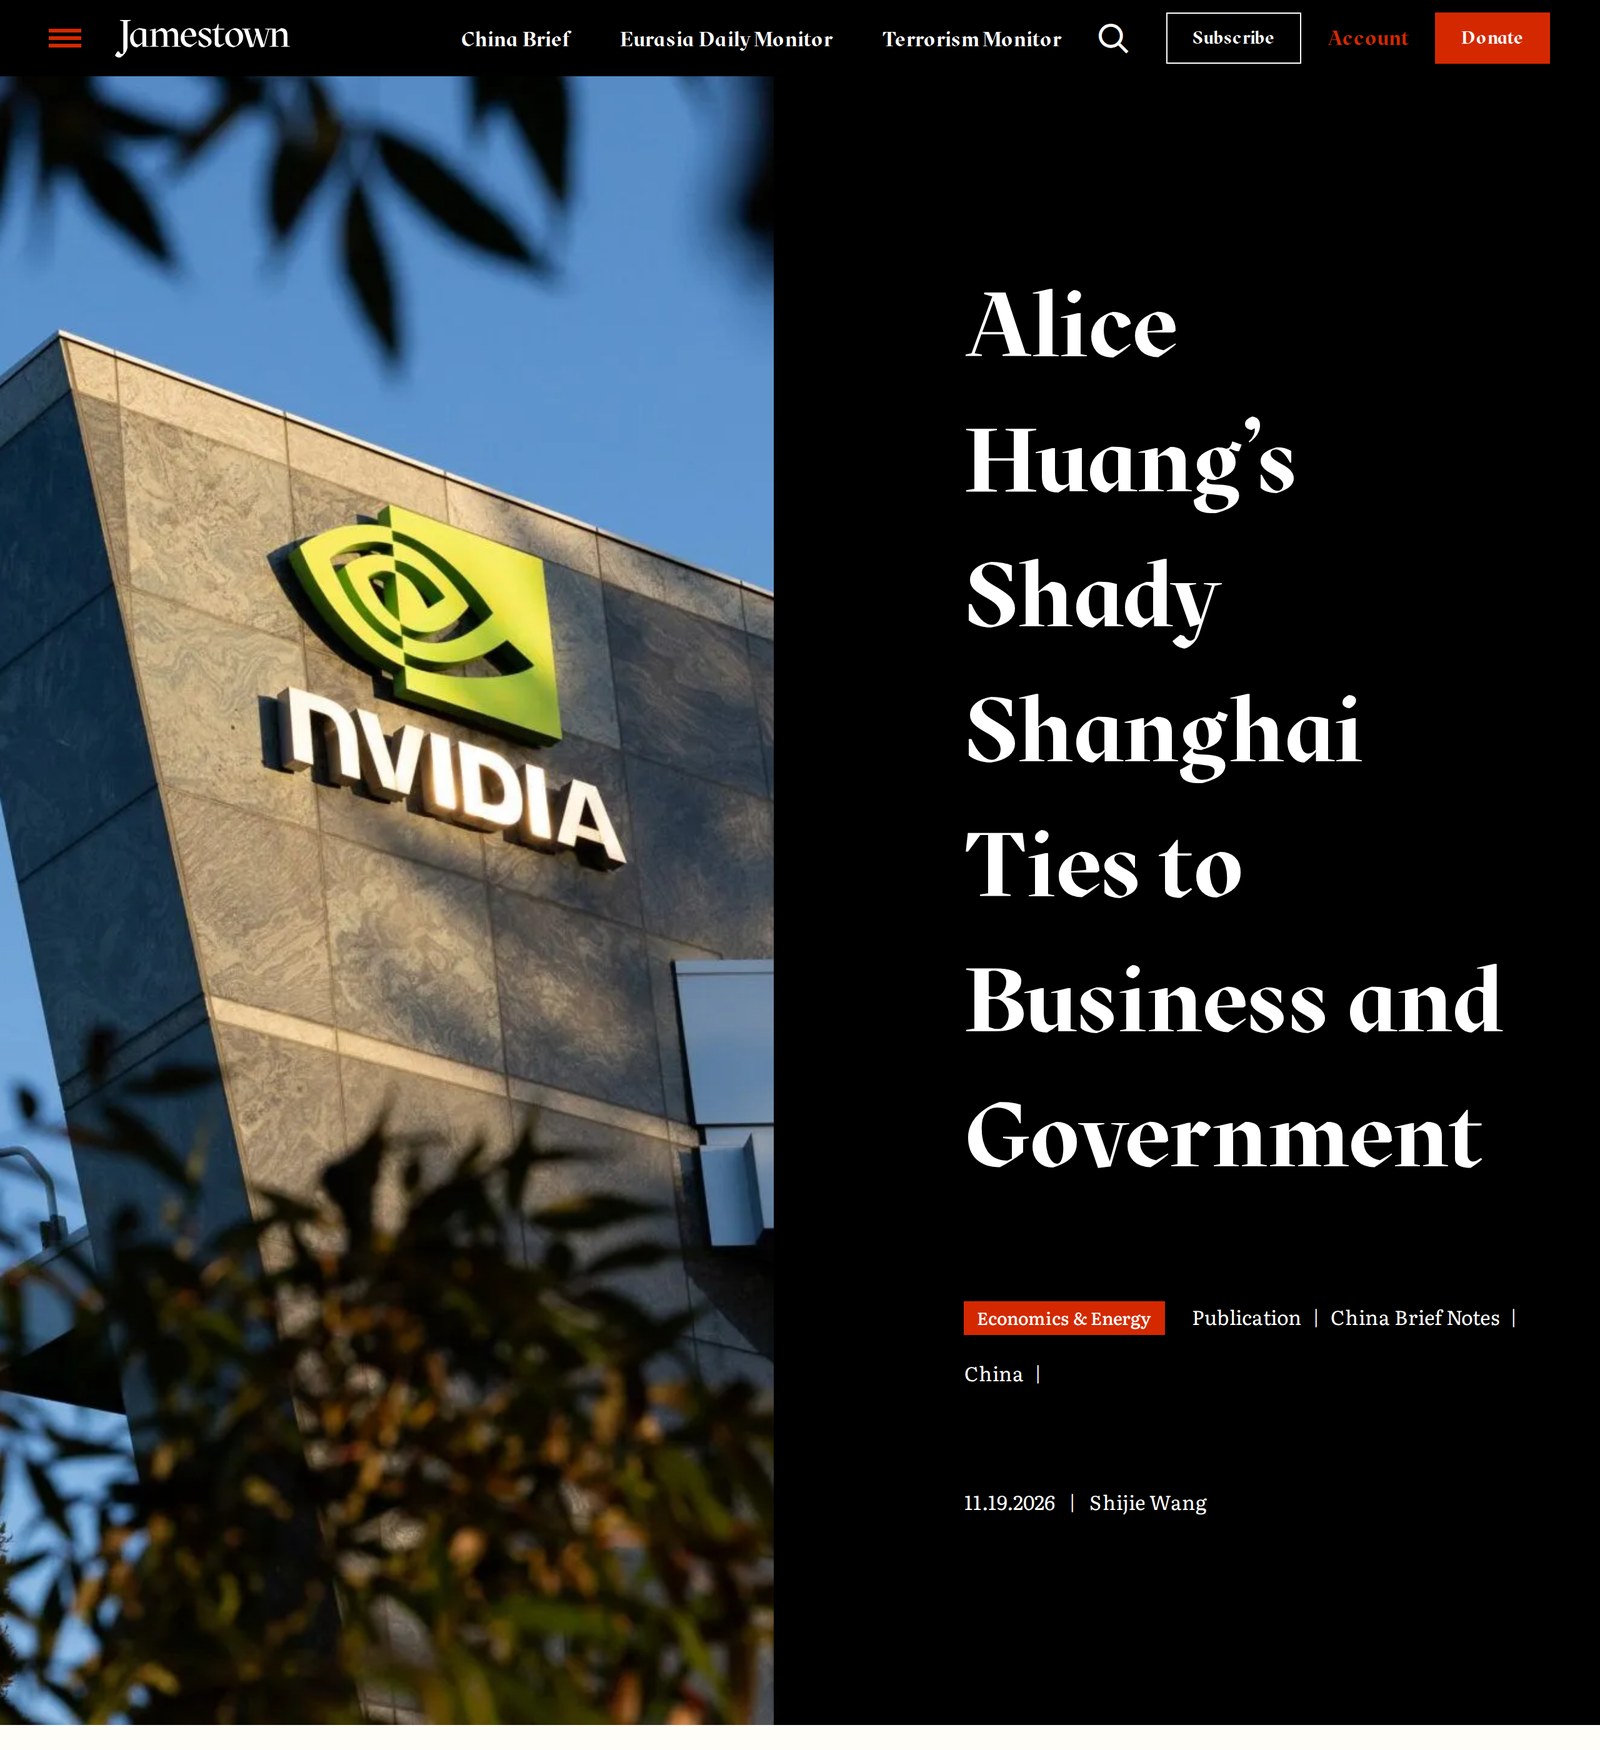 Jamestown
China Brief
Eurasia Daily Monitor
Terrorism Monitor
Subscribe
Account
Donate
nVIDIA
Alice
Huang’s
Shady
Shanghai
Ties to
Business and
Government
Economics & Energy Publication | China Brief Notes |
China |
11.19.2026 | Shijie Wang